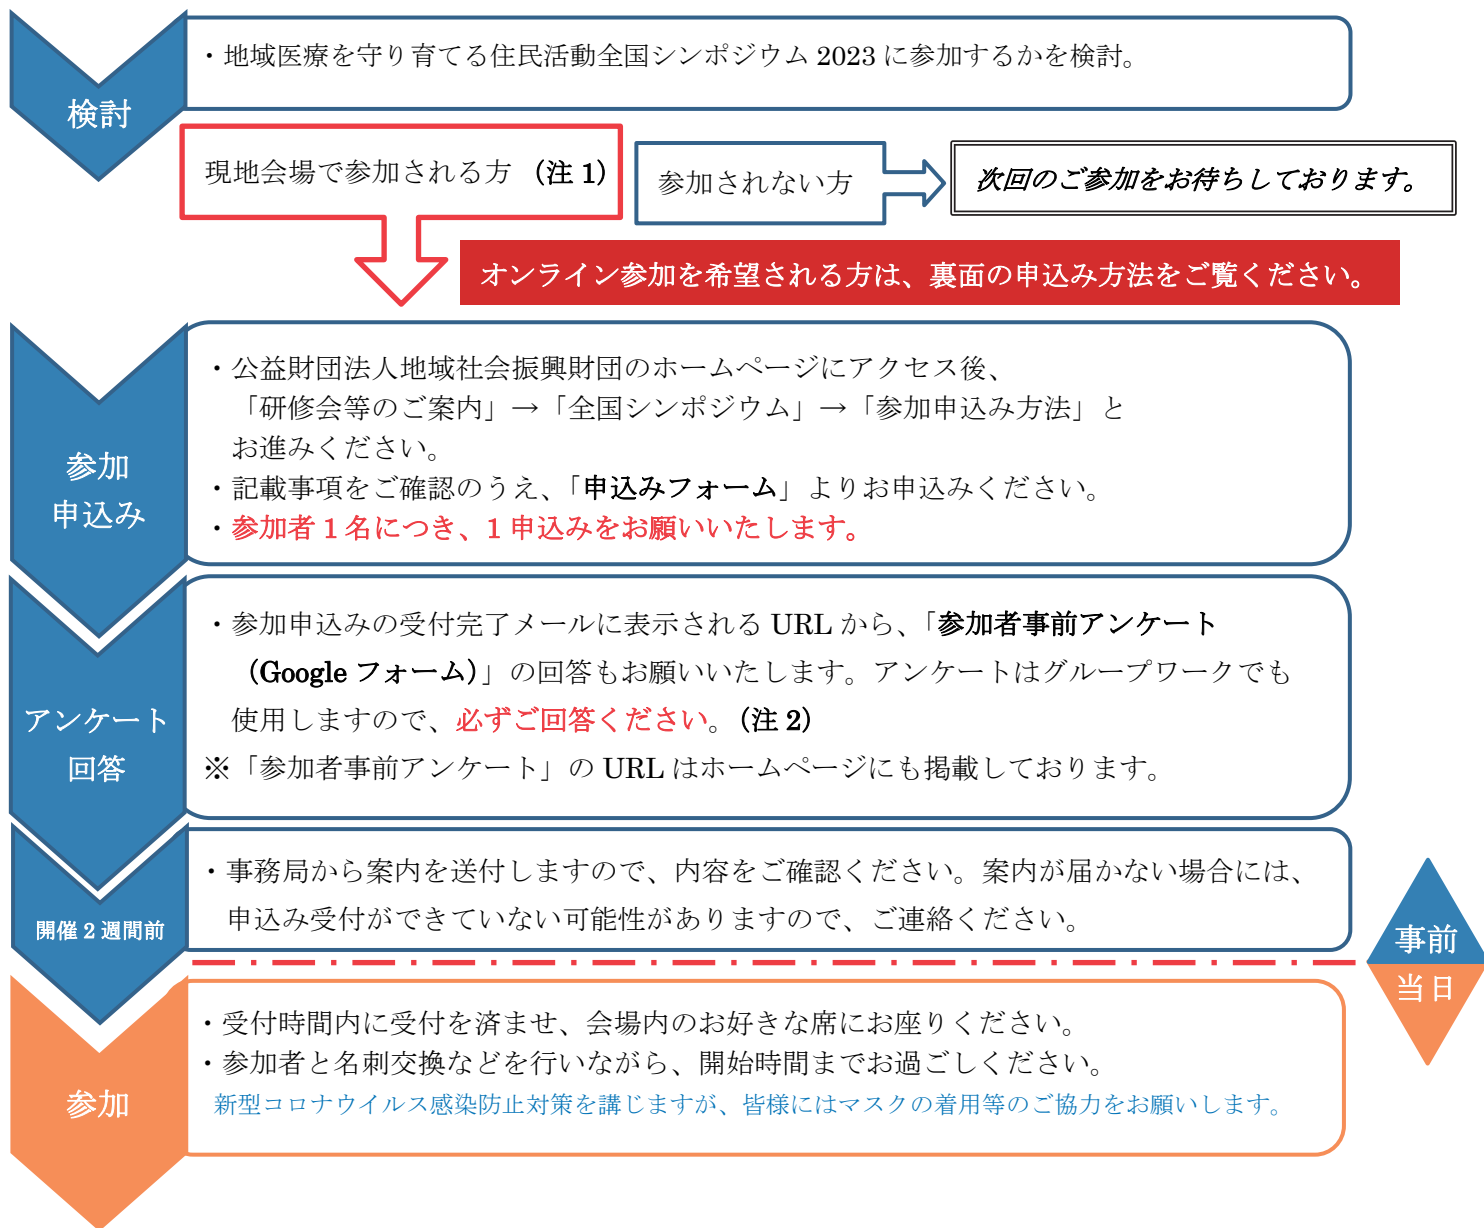 検討
・地域医療を守り育てる住民活動全国シンポジウム 2023 に参加するかを検討。
現地会場で参加される方 (注 1)
参加されない方
次回のご参加をお待ちしております。
オンライン参加を希望される方は、裏面の申込み方法をご覧ください。
参加
申込み
・公益財団法人地域社会振興財団のホームページにアクセス後、
「研修会等のご案内」→「全国シンポジウム」→「参加申込み方法」と
お進みください。
・記載事項をご確認のうえ、「申込みフォーム」よりお申込みください。
・参加者 1 名につき、1 申込みをお願いいたします。
アンケート
回答
・参加申込みの受付完了メールに表示される URL から、「参加者事前アンケート
(Google フォーム)」の回答もお願いいたします。アンケートはグループワークでも
使用しますので、必ずご回答ください。(注 2)
※「参加者事前アンケート」の URL はホームページにも掲載しております。
開催 2 週間前
・事務局から案内を送付しますので、内容をご確認ください。案内が届かない場合には、
申込み受付ができていない可能性がありますので、ご連絡ください。
事前
当日
参加
・受付時間内に受付を済ませ、会場内のお好きな席にお座りください。
・参加者と名刺交換などを行いながら、開始時間までお過ごしください。
新型コロナウイルス感染防止対策を講じますが、皆様にはマスクの着用等のご協力をお願いします。